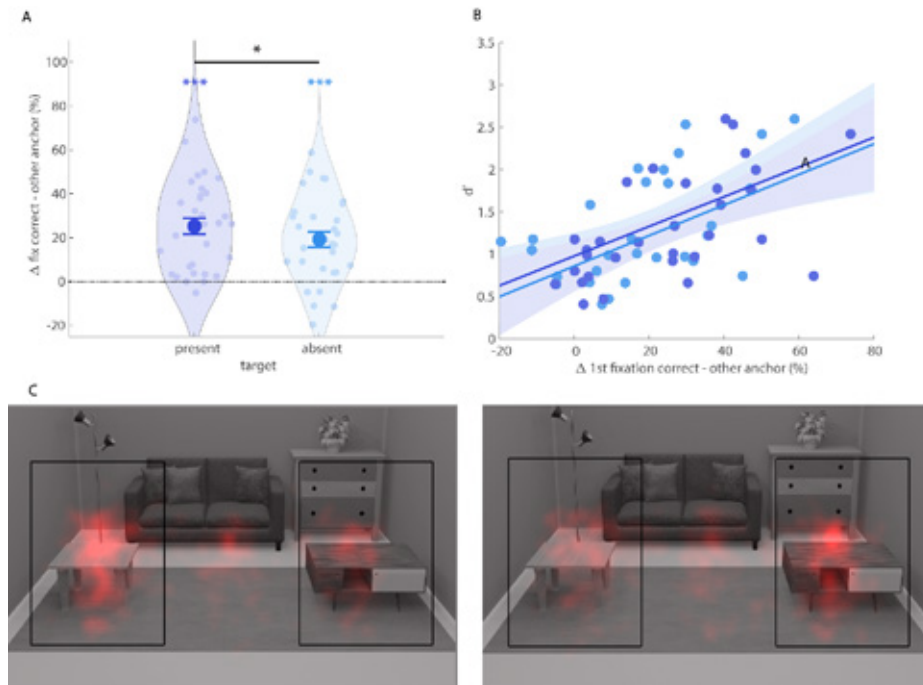 A
Δ fix correct - other anchor (%)
100
80
60
40
20
0
-20
*
***
***
present
absent
target
B
d'
3.5
3
2.5
2
1.5
1
0.5
0
A
-20
0
20
40
60
80
Δ 1st fixation correct - other anchor (%)
C